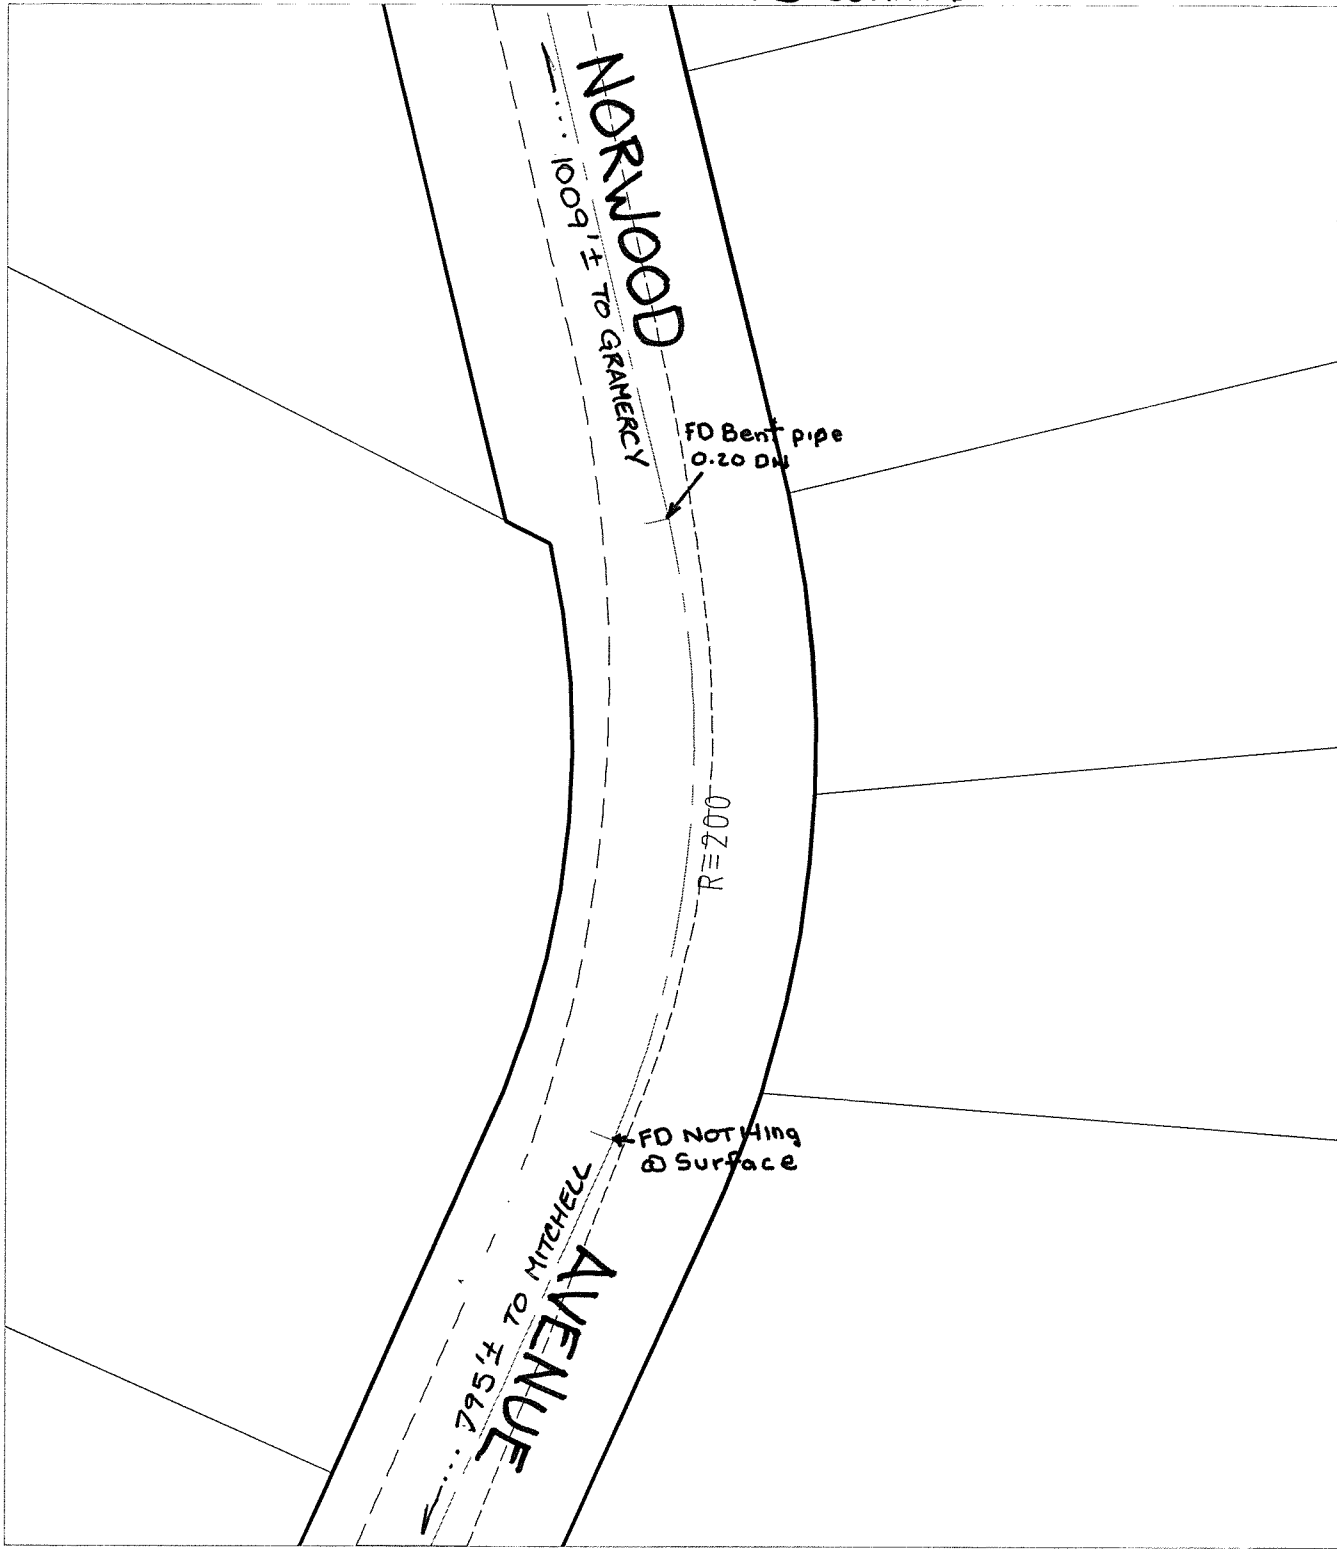 NORWOOD
1009'± TO GRAMERCY
FD Bent pipe
0.20 DN
R=200
FD NOTHing
@ Surface
795'± TO MITCHELL
AVENUE